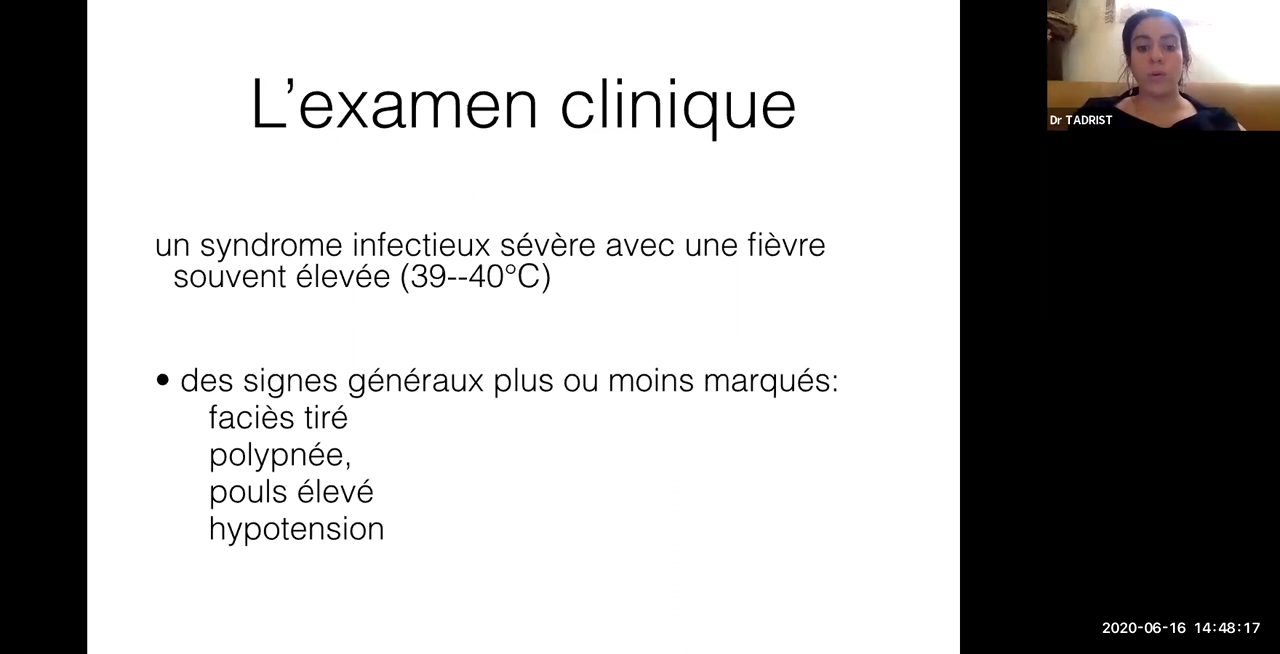 L’examen clinique
un syndrome infectieux sévère avec une fièvre
souvent élevée (39--40°C)
• des signes généraux plus ou moins marqués:
faciès tiré
polypnée,
pouls élevé
hypotension
Dr TADRIST
2020-06-16 14:48:17